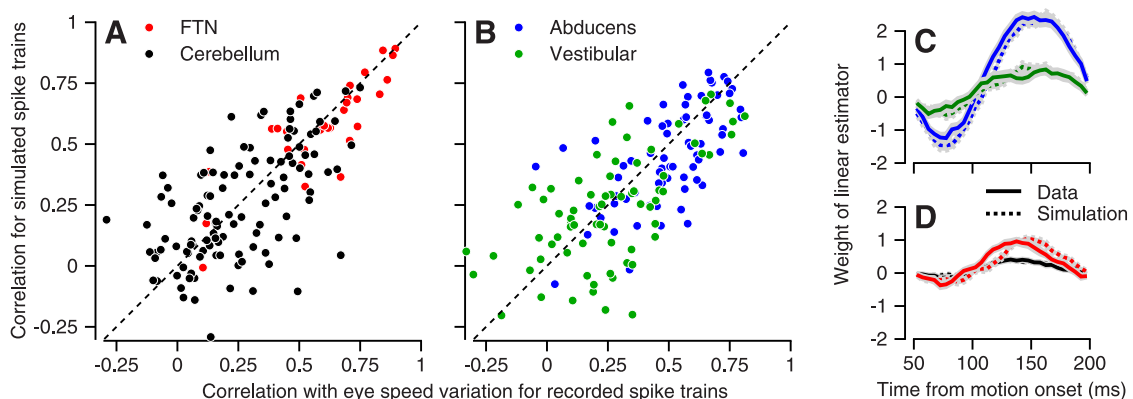 A
FTN
Cerebellum
B
Abducens
Vestibular
C
D
Data
Simulation
Correlation for simulated spike trains
1
0.75
0.5
0.25
0
-0.25
-0.25
0
0.25
0.5
0.75
1
-0.25
0
0.25
0.5
0.75
1
Correlation with eye speed variation for recorded spike trains
Weight of linear estimator
2
1
0
-1
-2
2
1
0
-1
-2
50
100
150
200
Time from motion onset (ms)